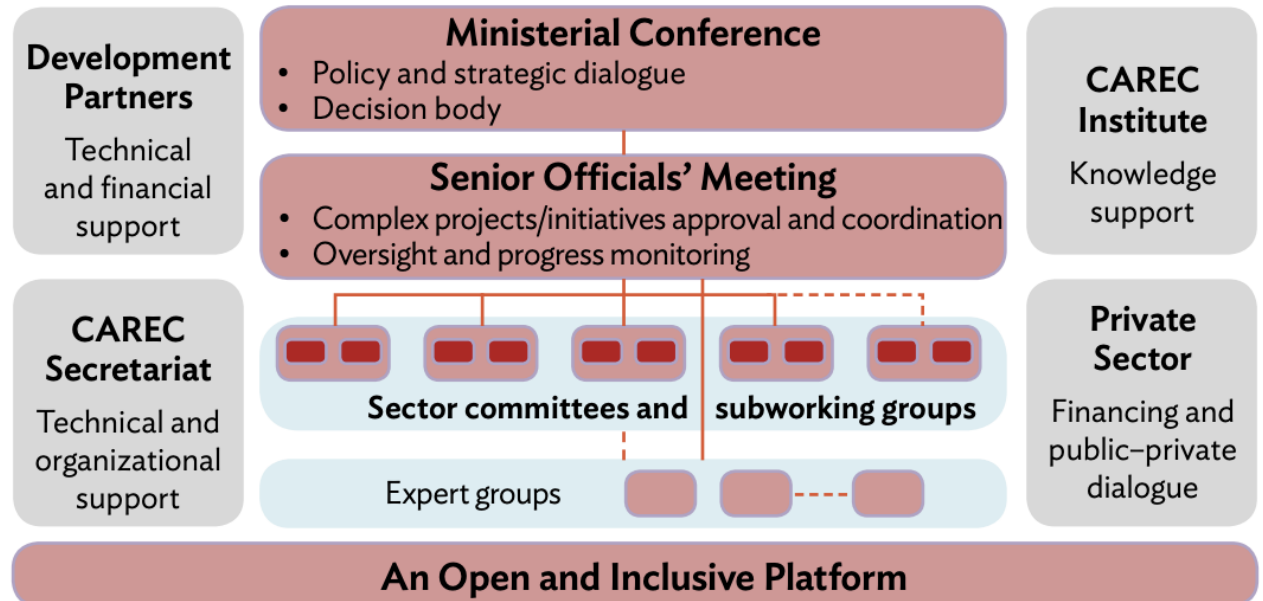 Development
Partners
Technical
and financial
support
Ministerial Conference
• Policy and strategic dialogue
• Decision body
CAREC
Institute
Knowledge
support
Senior Officials’ Meeting
• Complex projects/initiatives approval and coordination
• Oversight and progress monitoring
CAREC
Secretariat
Technical and
organizational
support
Sector committees and subworking groups
Expert groups
Private
Sector
Financing and
public–private
dialogue
An Open and Inclusive Platform